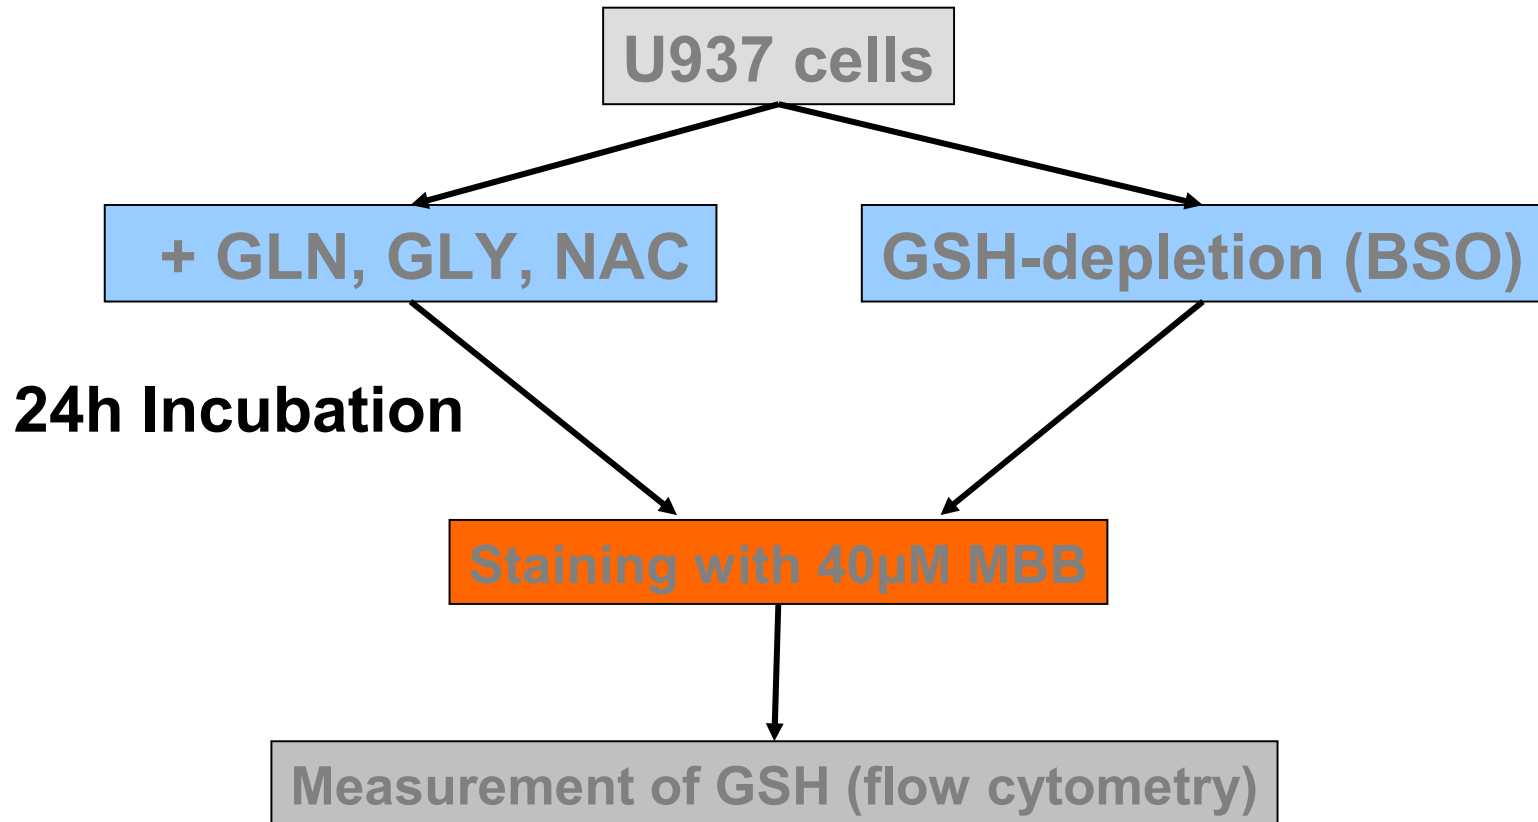 U937 cells
+ GLN, GLY, NAC
GSH-depletion (BSO)
24h Incubation
Staining with 40µM MBB
Measurement of GSH (flow cytometry)